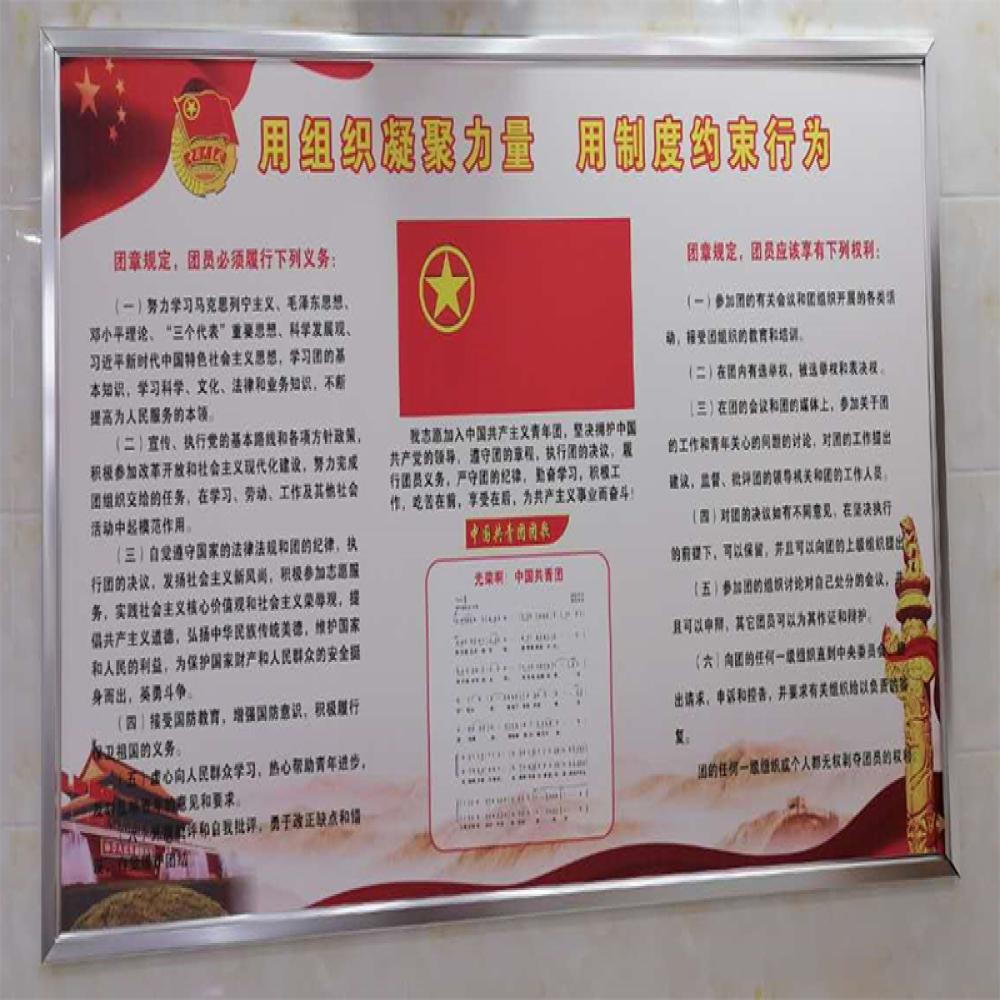 用组织凝聚力量 用制度约束行为
团章规定，团员必须履行下列义务：
（一）努力学习马克思列宁主义、毛泽东思想、
邓小平理论、“三个代表”重要思想、科学发展观、
习近平新时代中国特色社会主义思想，学习团的基
本知识，学习科学、文化、法律和业务知识，不断
提高为人民服务的本领。
（二）宣传、执行党的基本路线和各项方针政策，
积极参加改革开放和社会主义现代化建设，努力完成
团组织交给的任务，在学习、劳动、工作及其他社会
活动中起模范作用。
（三）自觉遵守国家的法律法规和团的纪律，执
行团的决议，发扬社会主义新风尚，积极参加志愿服
务，实践社会主义核心价值观和社会主义荣辱观，提
倡共产主义道德，弘扬中华民族传统美德，维护国家
和人民的利益，为保护国家财产和人民群众的安全挺
身而出，英勇斗争。
（四）接受国防教育，增强国防意识，积极履行
保卫祖国的义务。
（五）虚心向人民群众学习，热心帮助青年进步，
意见和要求。
评和自我批评，勇于改正缺点和错
团结
我志愿加入中国共产主义青年团，坚决拥护中国
共产党的领导，遵守团的章程，执行团的决议，履
行团员义务，严守团的纪律，勤奋学习，积极工
作，吃苦在前，享受在后，为共产主义事业而奋斗！
中国共青团团歌
光荣啊！中国共青团
团章规定，团员应该享有下列权利：
（一）参加团的有关会议和团组织开展的各类活
动，接受团组织的教育和培训。
（二）在团内有选举权，被选举权和表决权。
（三）在团的会议和团的媒体上，参加关于团
的工作和青年关心的问题的讨论，对团的工作提出
建议，监督、批评团的领导机关和团的工作人员。
（四）对团的决议如有不同意见，在坚决执行
的前提下，可以保留，并且可以向团的上级组织提出
（五）参加团的组织讨论对自己处分的会议，并
且可以申辩，其它团员可以为其作证和辩护。
（六）向团的任何一级组织直到中央委员会
出请求，申诉和控告，并要求有关组织给以负责的答
复。
团的任何一级组织或个人都无权剥夺团员的权利